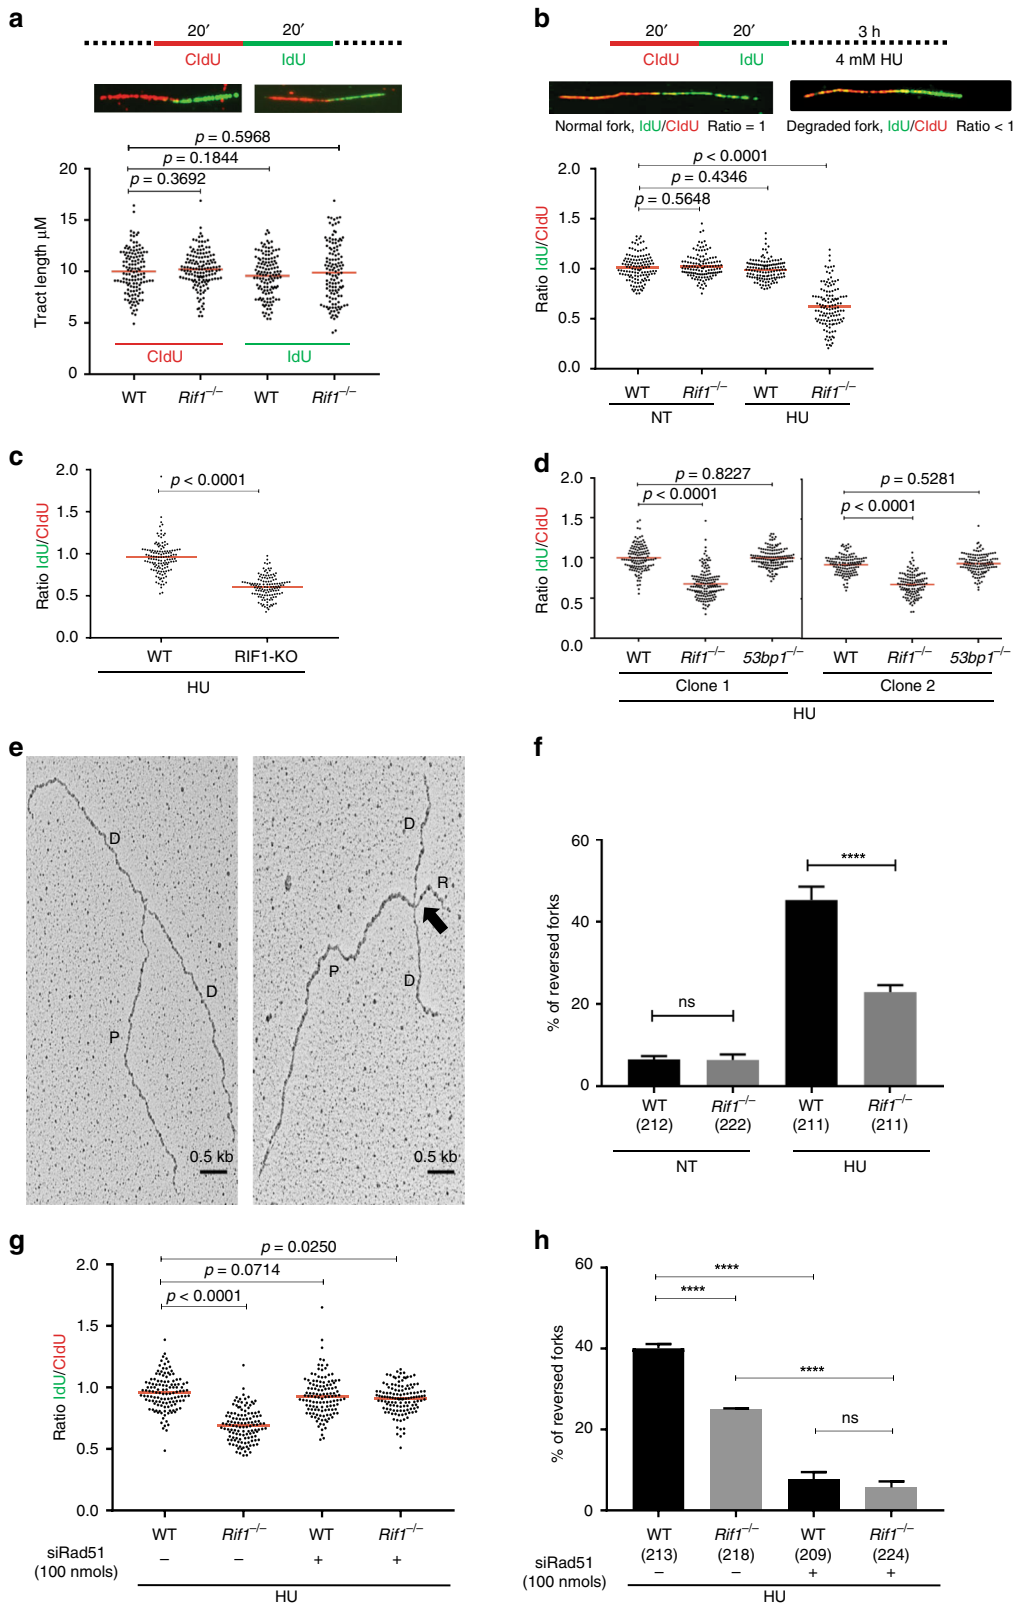 a
20′ 20′
CldU IdU
p = 0.5968
p = 0.1844
p = 0.3692
20
15
10
5
0
Tract length µM
CldU IdU
WT Rif1–/– WT Rif1–/–
b
20′ 20′ 3 h
CldU IdU 4 mM HU
Normal fork, IdU/CldU Ratio = 1
Degraded fork, IdU/CldU Ratio < 1
p < 0.0001
p = 0.4346
p = 0.5648
2.0
1.5
1.0
0.5
0.0
Ratio IdU/CldU
WT Rif1–/– WT Rif1–/–
NT HU
c
p < 0.0001
2.0
1.0
0.5
0.0
Ratio IdU/CldU
WT RIF1-KO
HU
d
p = 0.8227
p < 0.0001
p = 0.5281
p < 0.0001
2.0
1.5
1.0
0.5
0.0
Ratio IdU/CldU
WT Rif1–/– 53bp1–/– WT Rif1–/– 53bp1–/–
Clone 1 Clone 2
HU
e
D
D
P
0.5 kb
D
R
P
D
0.5 kb
f
60
40
20
0
% of reversed forks
ns
****
WT Rif1–/– WT Rif1–/–
(212) (222) (211) (211)
NT HU
g
p = 0.0250
p = 0.0714
p < 0.0001
2.0
1.5
1.0
0.5
0.0
Ratio IdU/CldU
WT Rif1–/– WT Rif1–/–
siRad51
(100 nmols)
– – + +
HU
h
60
40
20
0
% of reversed forks
****
****
****
ns
WT Rif1–/– WT Rif1–/–
siRad51 (213) (218) (209) (224)
(100 nmols) – – + +
HU